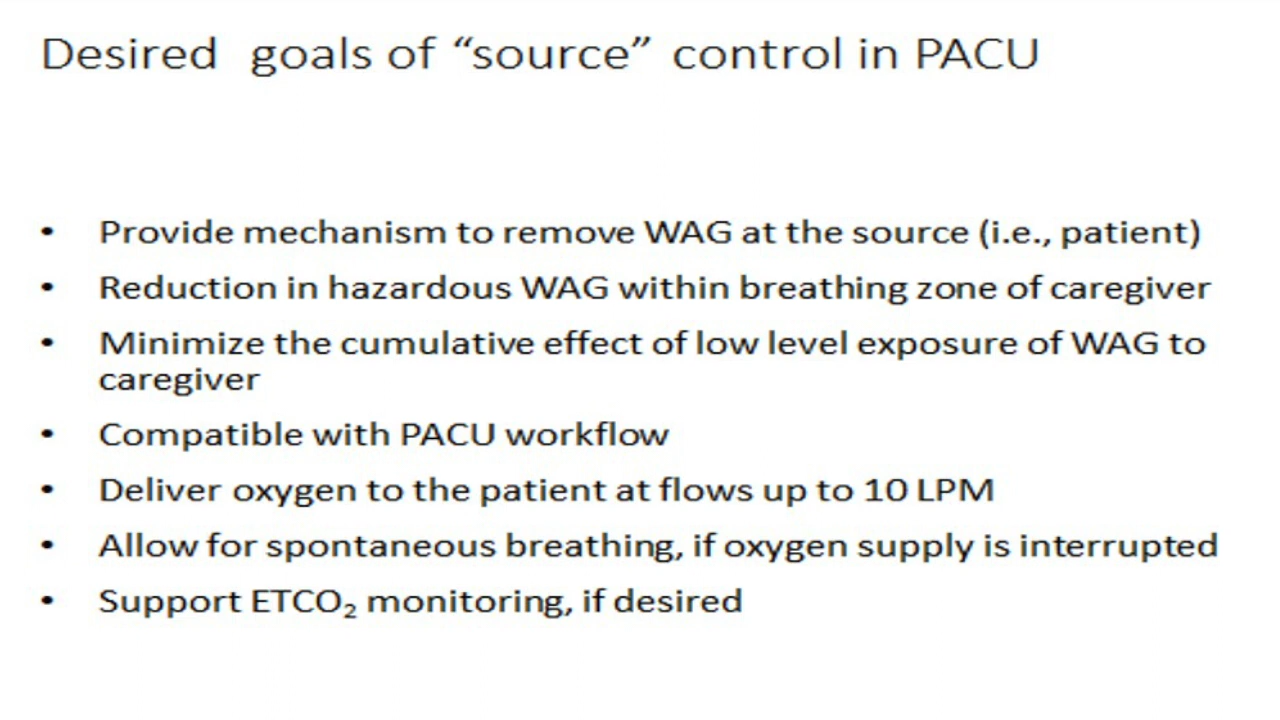 Desired goals of “source” control in PACU
• Provide mechanism to remove WAG at the source (i.e., patient)
• Reduction in hazardous WAG within breathing zone of caregiver
• Minimize the cumulative effect of low level exposure of WAG to
caregiver
• Compatible with PACU workflow
• Deliver oxygen to the patient at flows up to 10 LPM
• Allow for spontaneous breathing, if oxygen supply is interrupted
• Support ETCO₂ monitoring, if desired